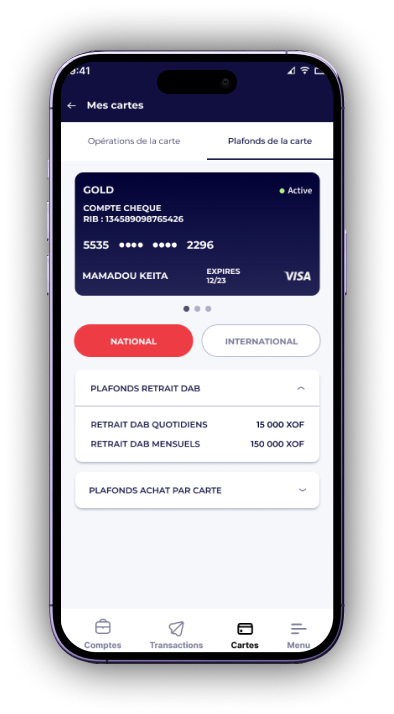 9:41
Mes cartes
Opérations de la carte
Plafonds de la carte
GOLD
Active
COMPTE CHEQUE
RIB : 134589098765426
5535 •••• •••• 2296
MAMADOU KEITA
EXPIRES
12/23
VISA
NATIONAL
INTERNATIONAL
PLAFONDS RETRAIT DAB
RETRAIT DAB QUOTIDIENS 15 000 XOF
RETRAIT DAB MENSUELS 150 000 XOF
PLAFONDS ACHAT PAR CARTE
Comptes
Transactions
Cartes
Menu